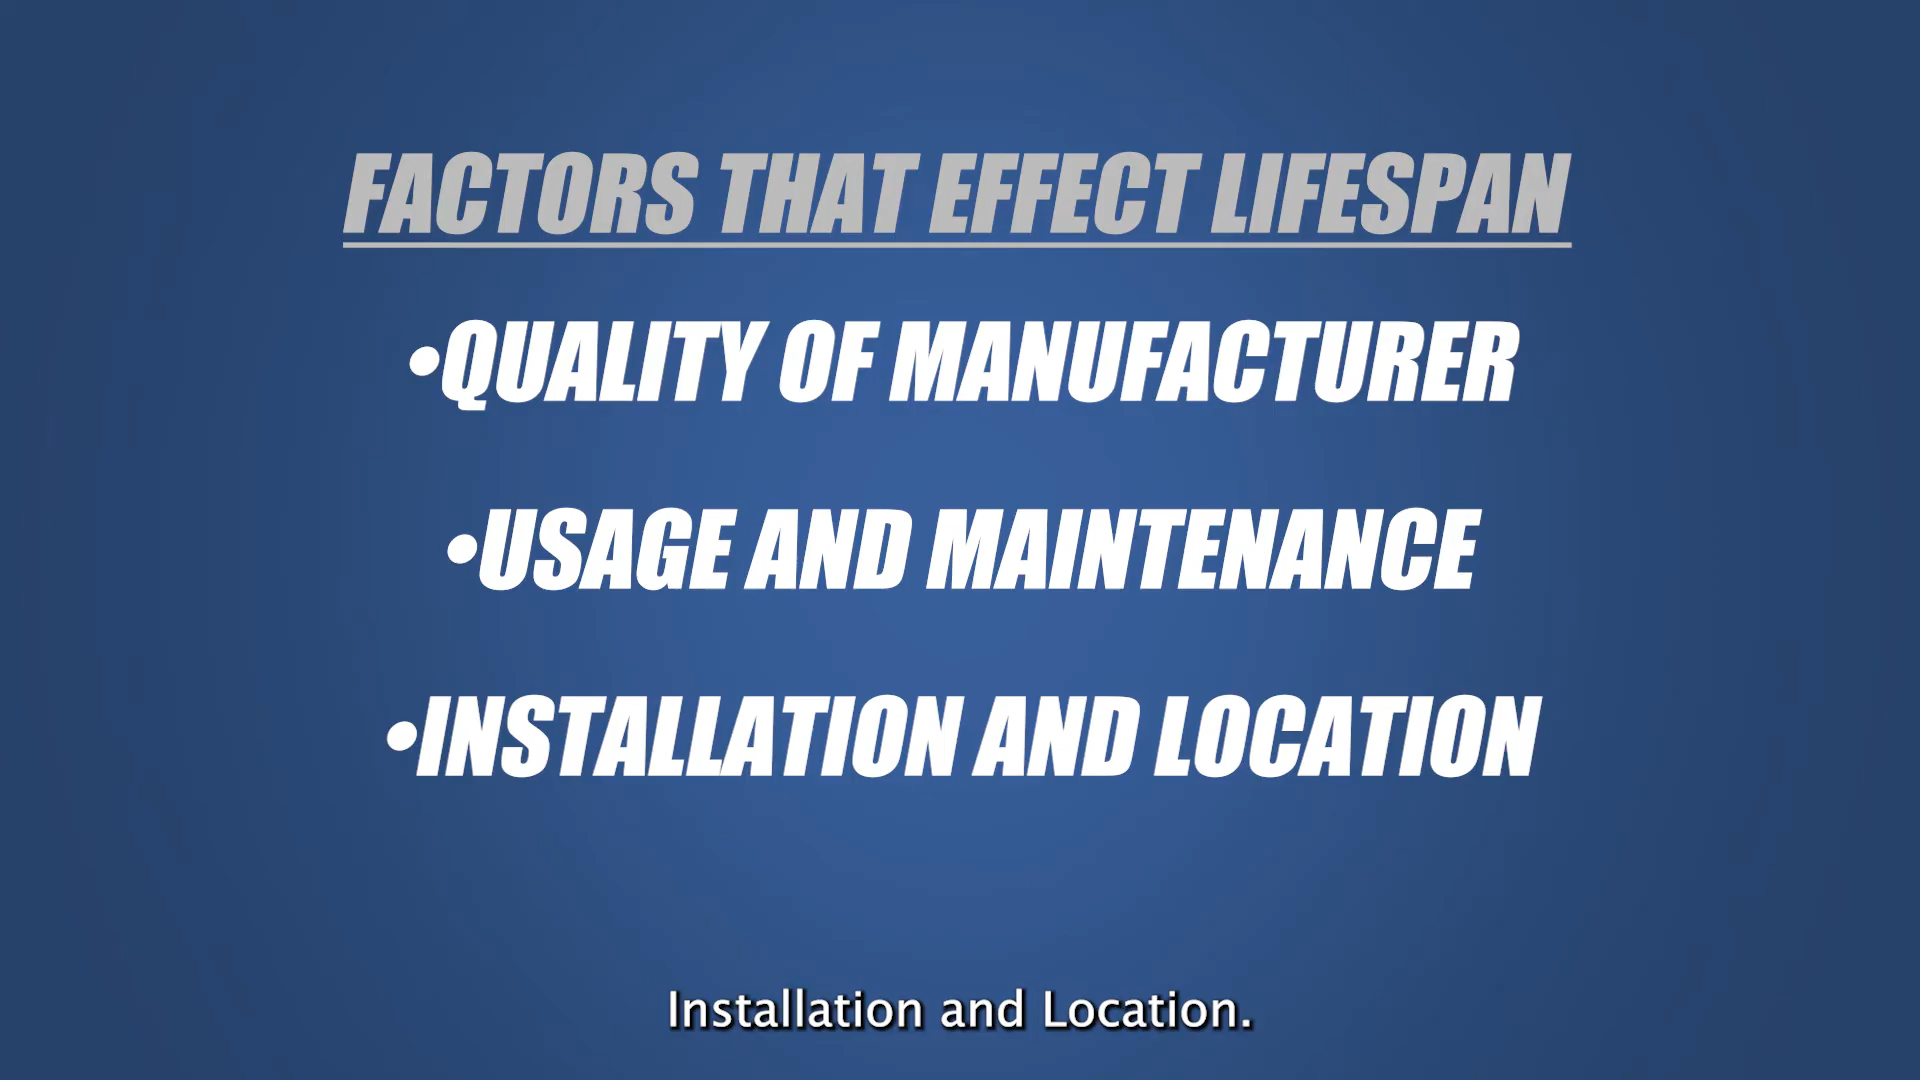 FACTORS THAT EFFECT LIFESPAN
•QUALITY OF MANUFACTURER
•USAGE AND MAINTENANCE
•INSTALLATION AND LOCATION
Installation and Location.